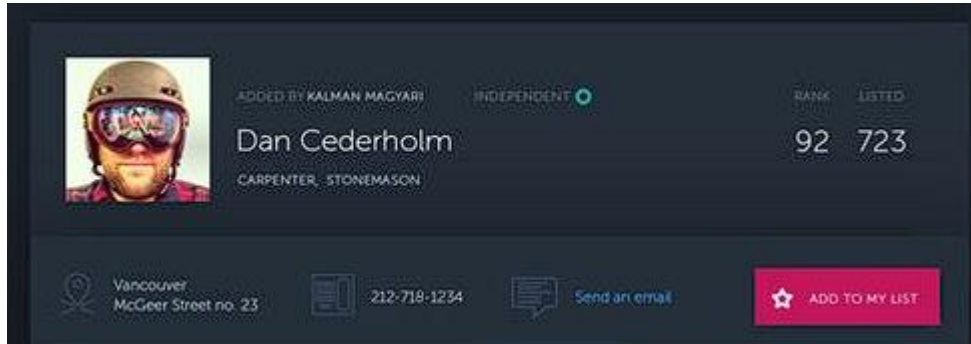 ADDED BY KALMAN MAGYARI INDEPENDENT RANK LISTED
Dan Cederholm 92 723
CARPENTER, STONEMASON
Vancouver
McGeer Street no. 23
212-718-1234
Send an email
ADD TO MY LIST